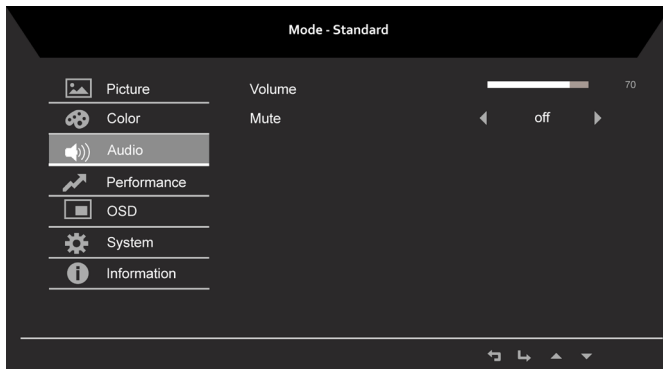 Mode - Standard
Picture
Volume 70
Color
Mute off
Audio
Performance
OSD
System
Information